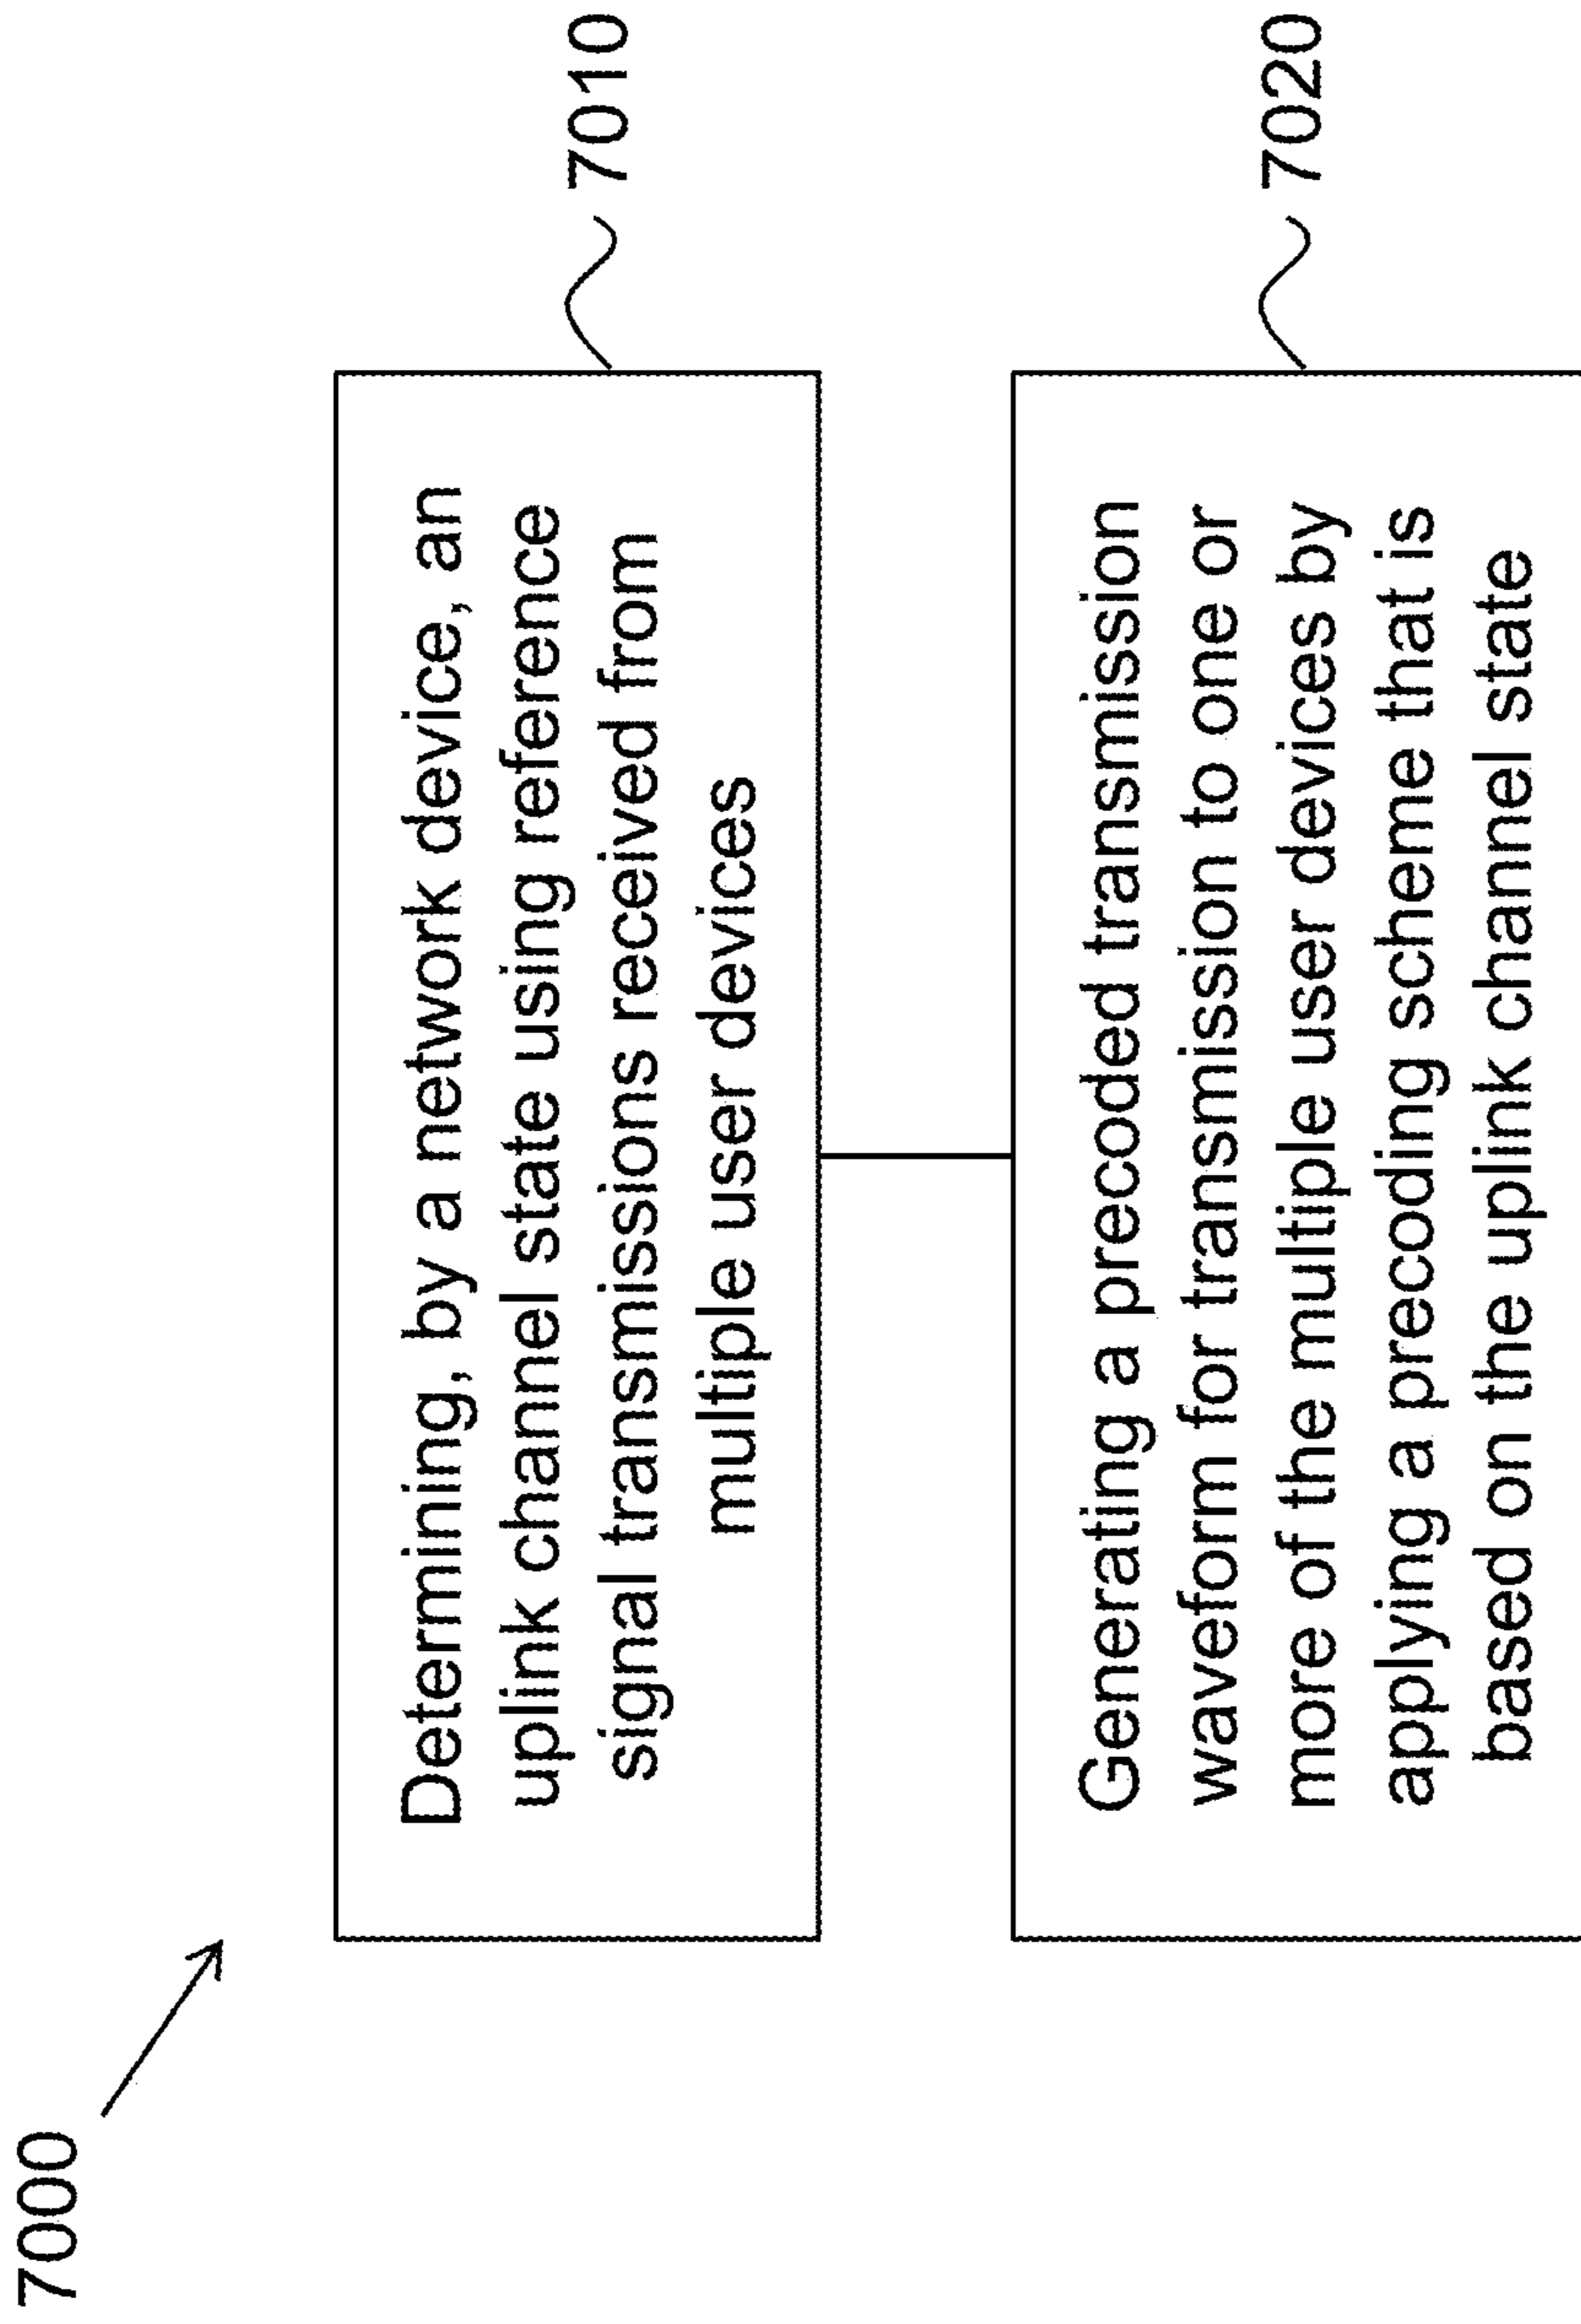 7000
Determining, by a network device, an
uplink channel state using reference
signal transmissions received from
multiple user devices
7010
Generating a precoded transmission
waveform for transmission to one or
more of the multiple user devices by
applying a precoding scheme that is
based on the uplink channel state
7020